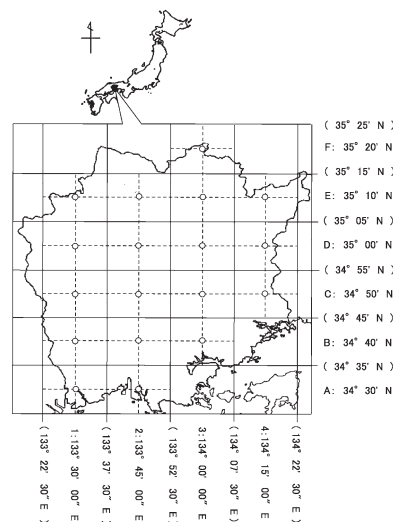 ( 35° 25′ N )
F: 35° 20′ N
( 35° 15′ N )
E: 35° 10′ N
( 35° 05′ N )
D: 35° 00′ N
( 34° 55′ N )
C: 34° 50′ N
( 34° 45′ N )
B: 34° 40′ N
( 34° 35′ N )
A: 34° 30′ N
( 133° 22′ 30″ E )
1:133° 30′ 00″ E
( 133° 37′ 30″ E )
2:133° 45′ 00″ E
( 133° 52′ 30″ E )
3:134° 00′ 00″ E
( 134° 07′ 30″ E )
4:134° 15′ 00″ E
( 134° 22′ 30″ E )